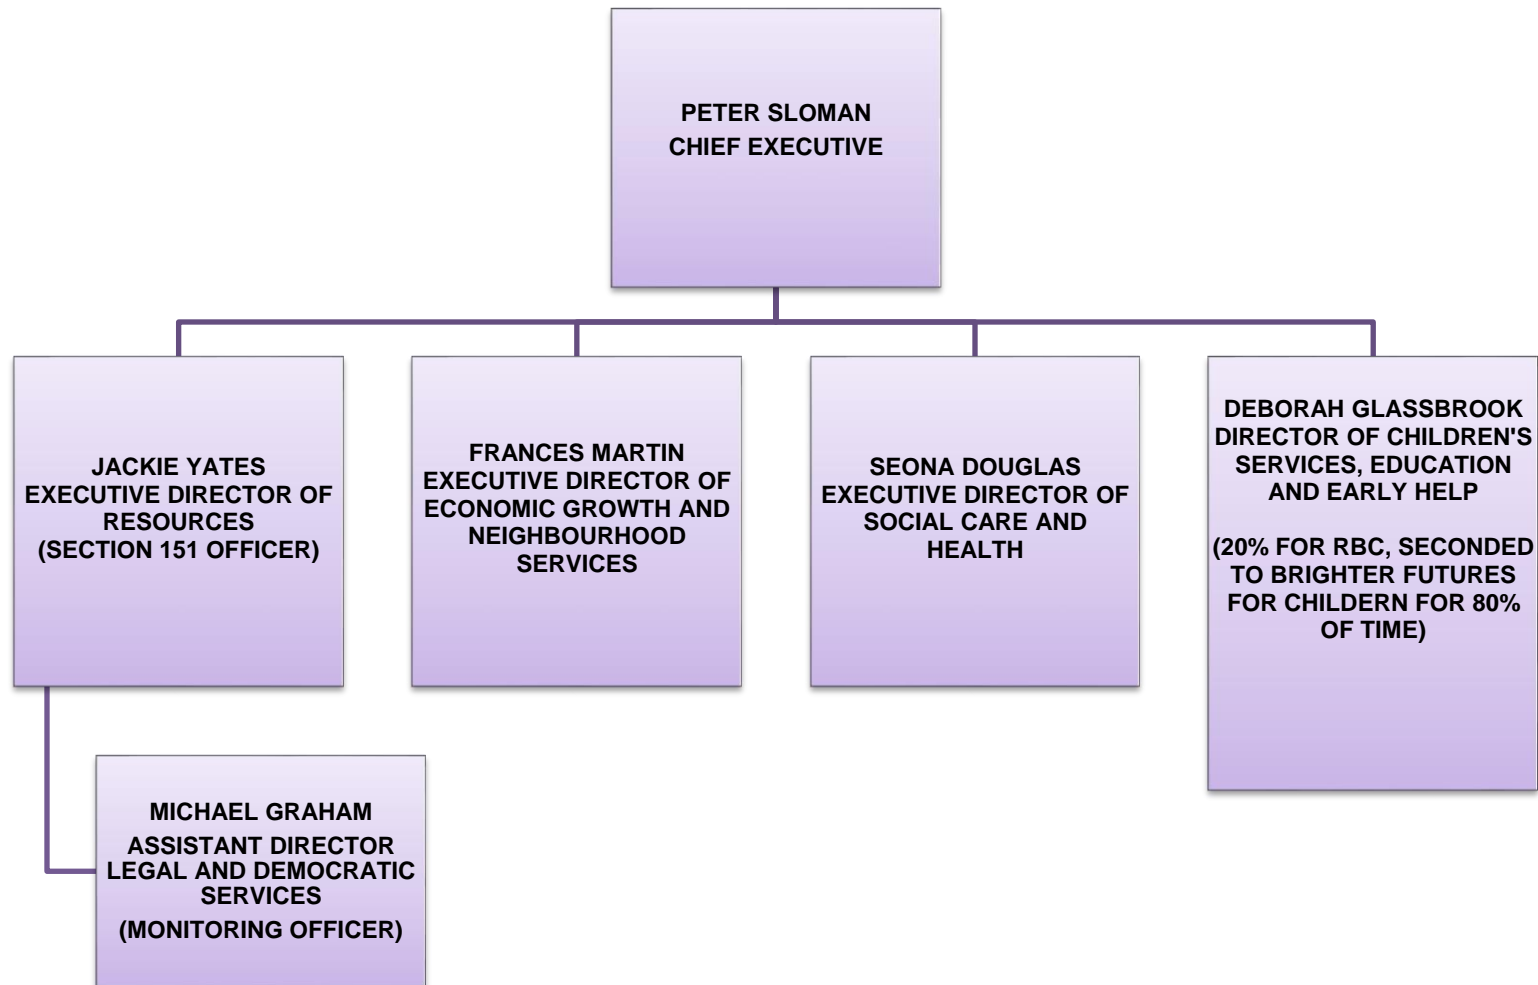 PETER SLOMAN
CHIEF EXECUTIVE
JACKIE YATES
EXECUTIVE DIRECTOR OF
RESOURCES
(SECTION 151 OFFICER)
FRANCES MARTIN
EXECUTIVE DIRECTOR OF
ECONOMIC GROWTH AND
NEIGHBOURHOOD
SERVICES
SEONA DOUGLAS
EXECUTIVE DIRECTOR OF
SOCIAL CARE AND
HEALTH
DEBORAH GLASSBROOK
DIRECTOR OF CHILDREN'S
SERVICES, EDUCATION
AND EARLY HELP
(20% FOR RBC, SECONDED
TO BRIGHTER FUTURES
FOR CHILDERN FOR 80%
OF TIME)
MICHAEL GRAHAM
ASSISTANT DIRECTOR
LEGAL AND DEMOCRATIC
SERVICES
(MONITORING OFFICER)